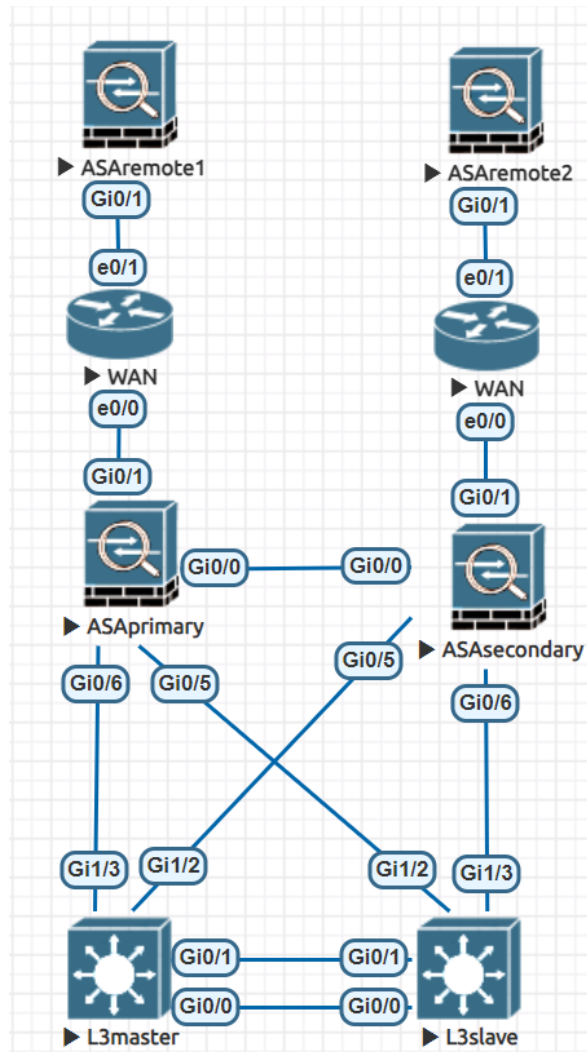 ASAremote1
ASAremote2
Gi0/1
Gi0/1
e0/1
e0/1
WAN
WAN
e0/0
e0/0
Gi0/1
Gi0/1
Gi0/0
Gi0/0
ASAprimary
ASAsecondary
Gi0/6
Gi0/5
Gi0/5
Gi0/6
Gi1/3
Gi1/2
Gi1/2
Gi1/3
Gi0/1
Gi0/1
Gi0/0
Gi0/0
L3master
L3slave